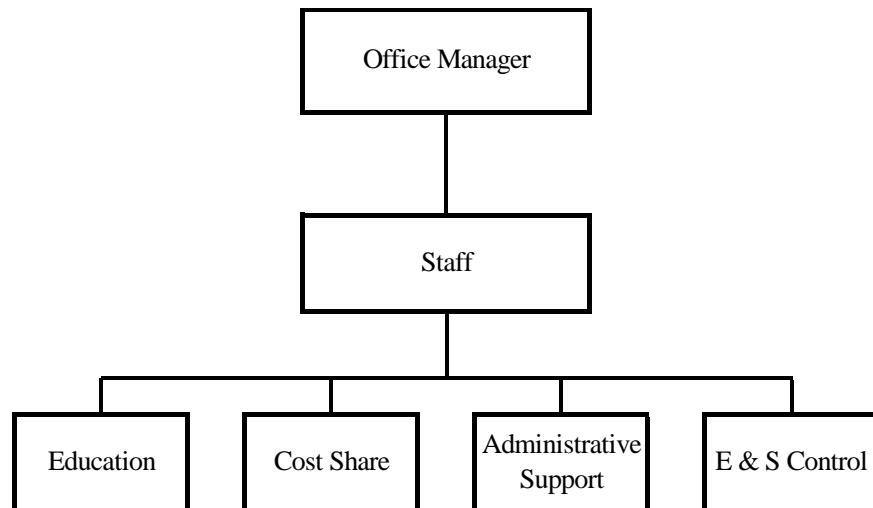 Office Manager
Staff
Education
Cost Share
Administrative
Support
E & S Control